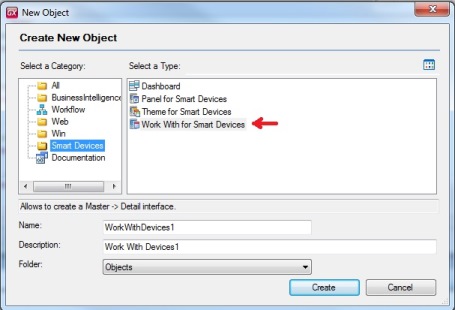 GX New Object
Create New Object
Select a Category:
Select a Type:
All
BusinessIntelligence
Workflow
Web
Win
Smart Devices
Documentation
Dashboard
Panel for Smart Devices
Theme for Smart Devices
Work With for Smart Devices
Allows to create a Master -> Detail interface.
Name:
WorkWithDevices1
Description:
Work With Devices1
Folder:
Objects
Create
Cancel